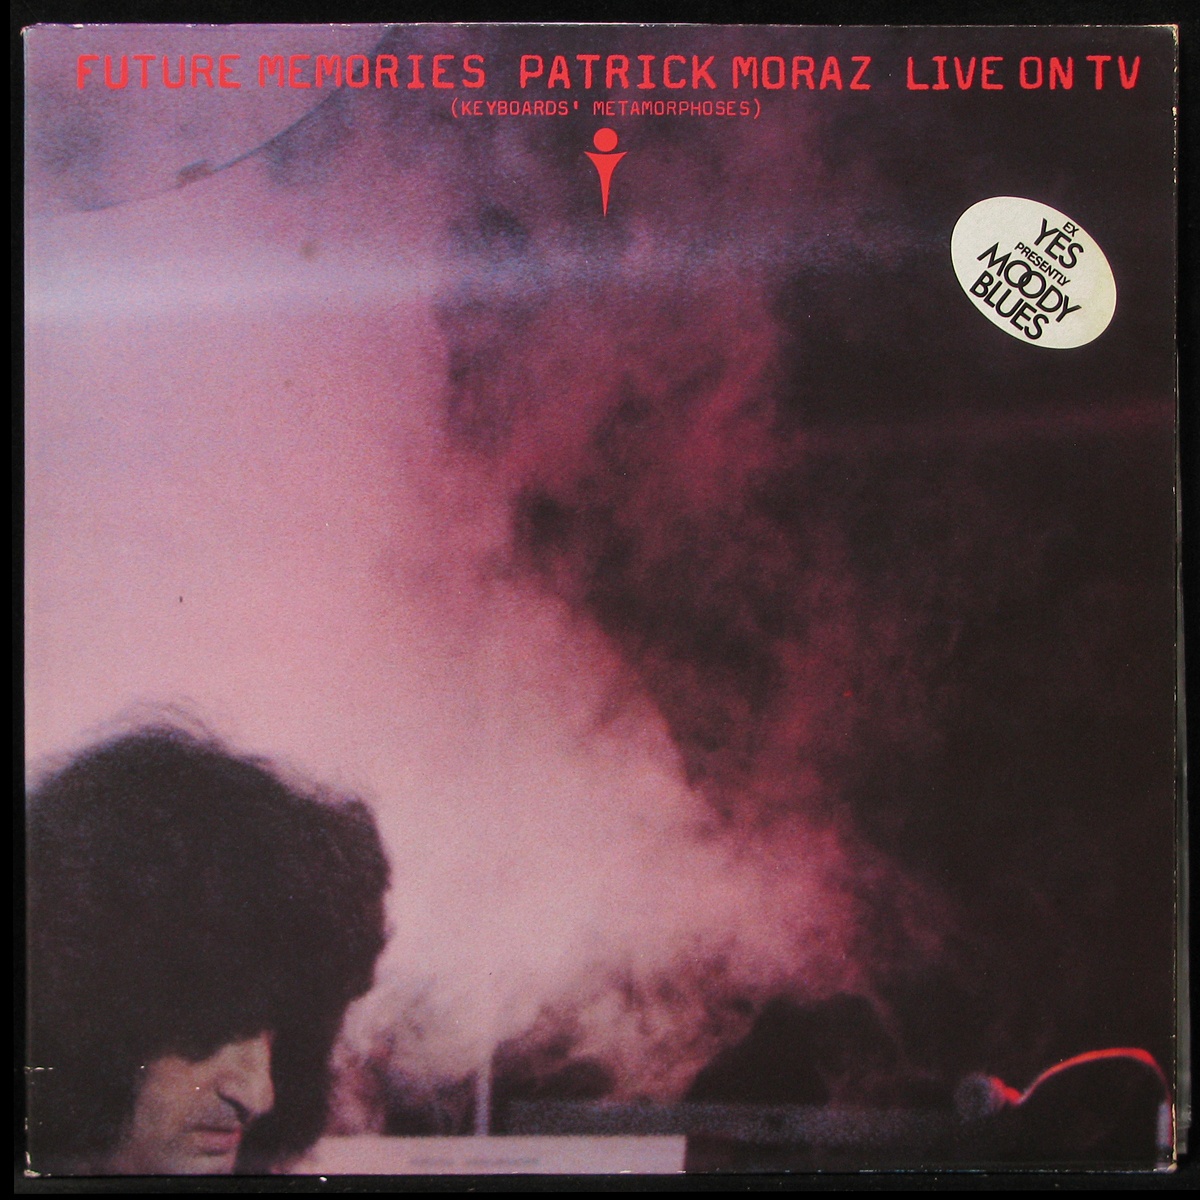 FUTURE MEMORIES PATRICK MORAZ LIVE ON TV
(KEYBOARDS' METAMORPHOSES)
EX
YES
PRESENTLY
MOODY
BLUES